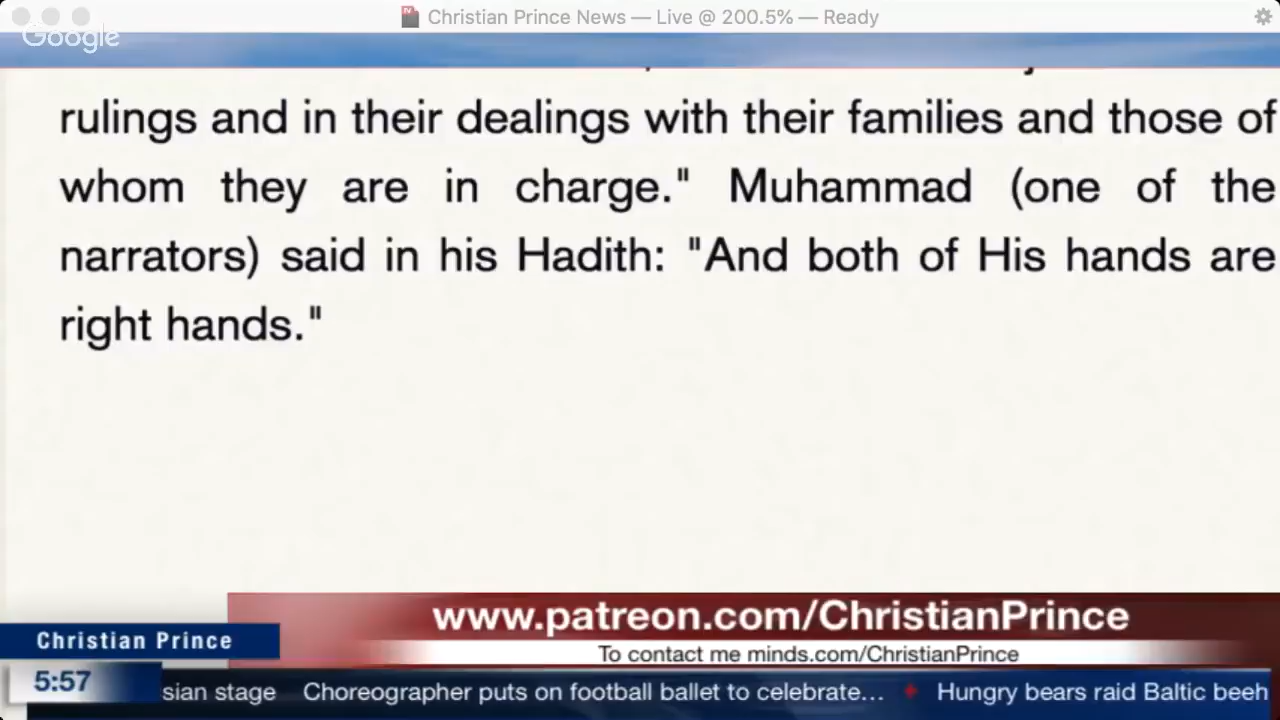 Christian Prince News — Live @ 200.5% — Ready
Google
rulings and in their dealings with their families and those of
whom they are in charge." Muhammad (one of the
narrators) said in his Hadith: "And both of His hands are
right hands."
www.patreon.com/ChristianPrince
Christian Prince
To contact me minds.com/ChristianPrince
5:57
sian stage Choreographer puts on football ballet to celebrate... Hungry bears raid Baltic beeh